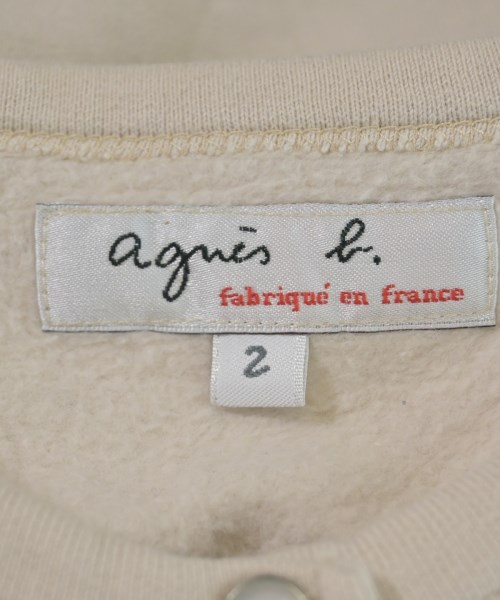 agnès b.
fabriqué en france
2